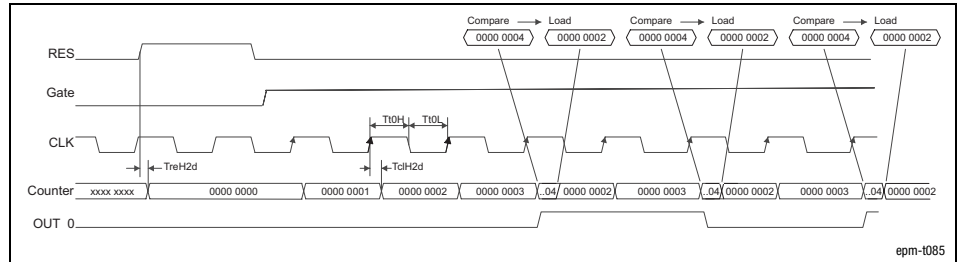 Compare Load Compare Load Compare Load
0000 0004 0000 0002 0000 0004 0000 0002 0000 0004 0000 0002
RES
Gate
Tt0H Tt0L
CLK
TreH2d TclH2d
Counter xxxx xxxx 0000 0000 0000 0001 0000 0002 0000 0003 ..04 0000 0002 0000 0003 ..04 0000 0002 0000 0003 ..04 0000 0002
OUT 0
epm-t085